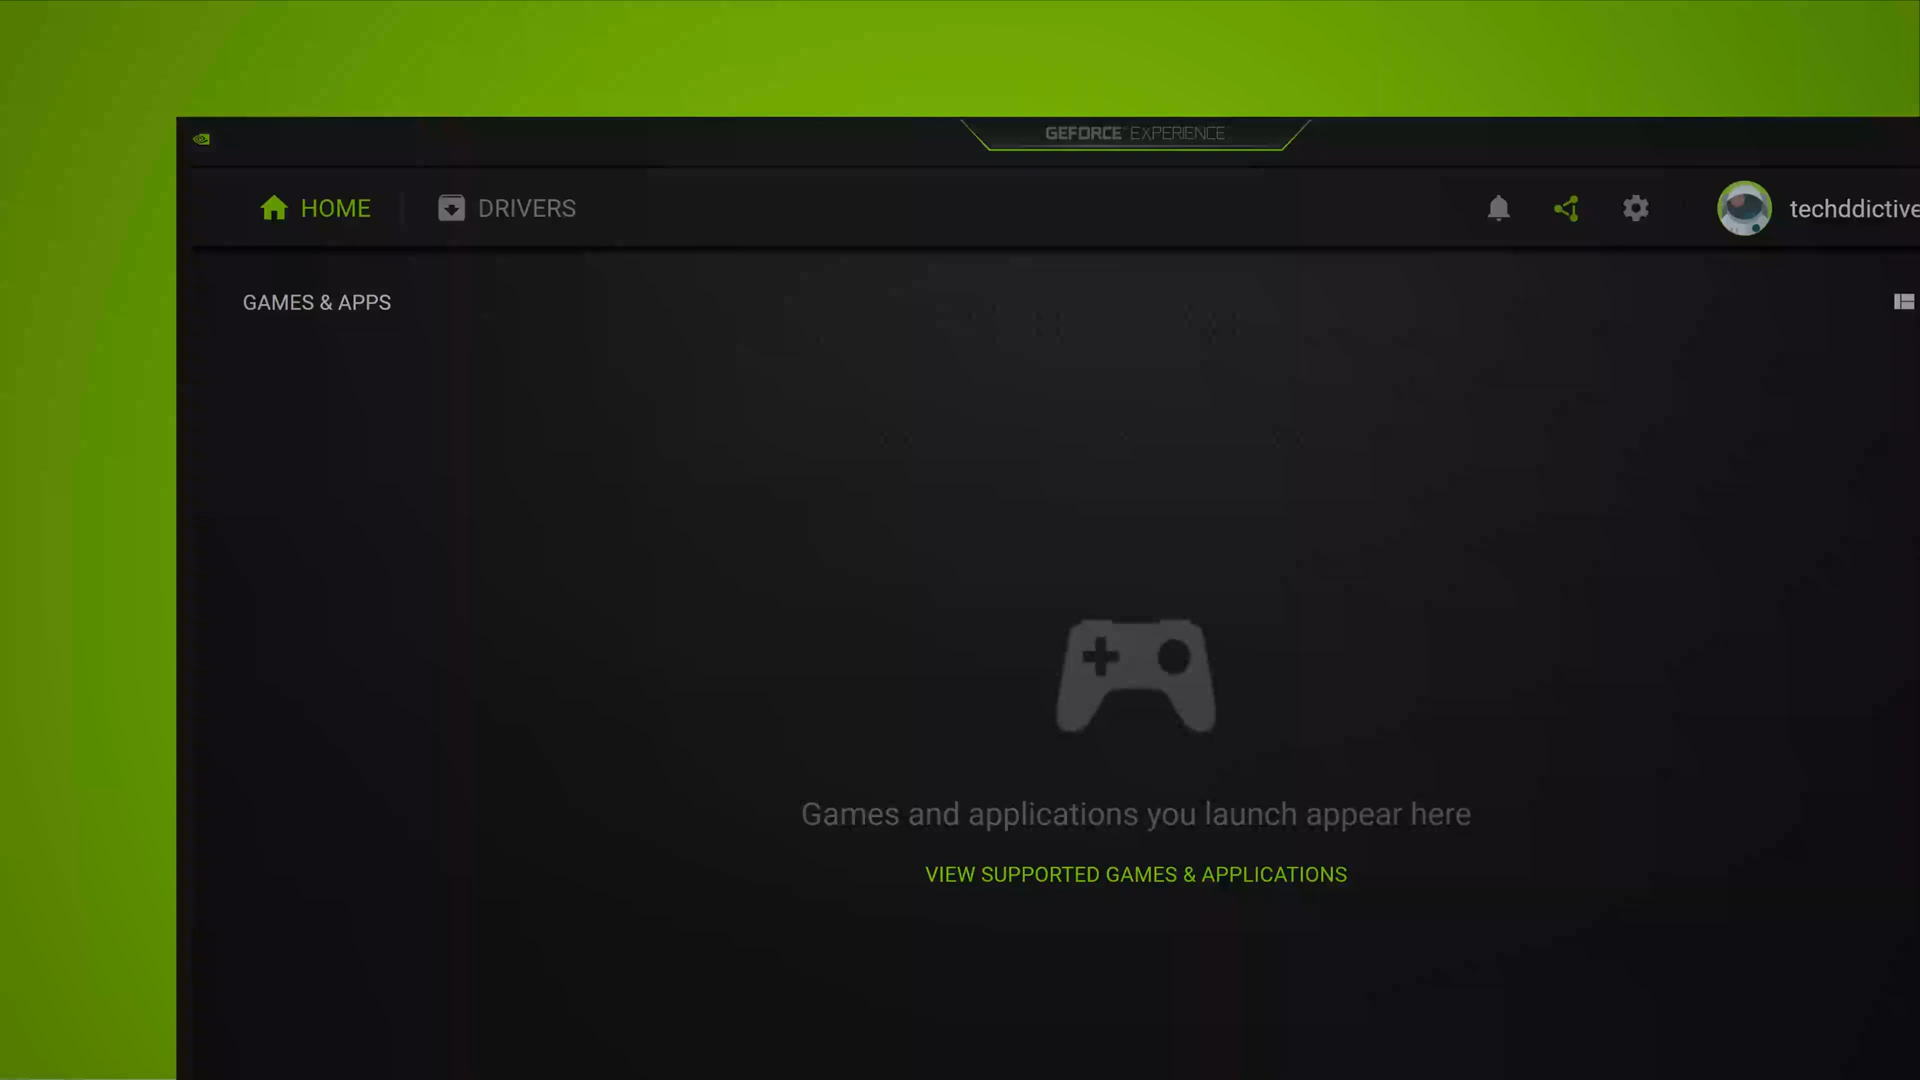 GEFORCE EXPERIENCE
HOME
DRIVERS
techddictive
GAMES & APPS
Games and applications you launch appear here
VIEW SUPPORTED GAMES & APPLICATIONS